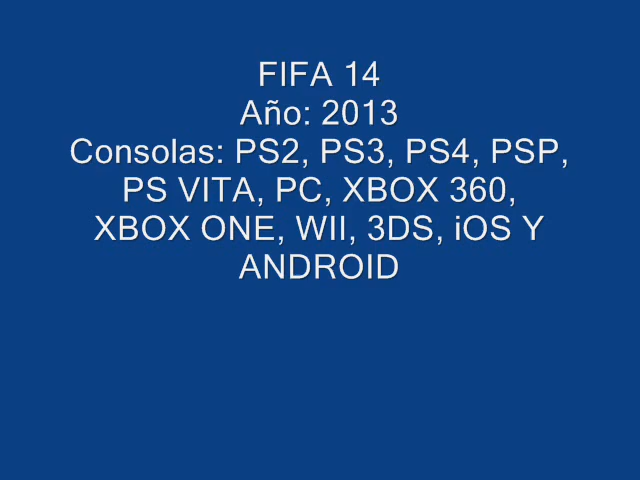 FIFA 14
Año: 2013
Consolas: PS2, PS3, PS4, PSP,
PS VITA, PC, XBOX 360,
XBOX ONE, WII, 3DS, iOS Y
ANDROID